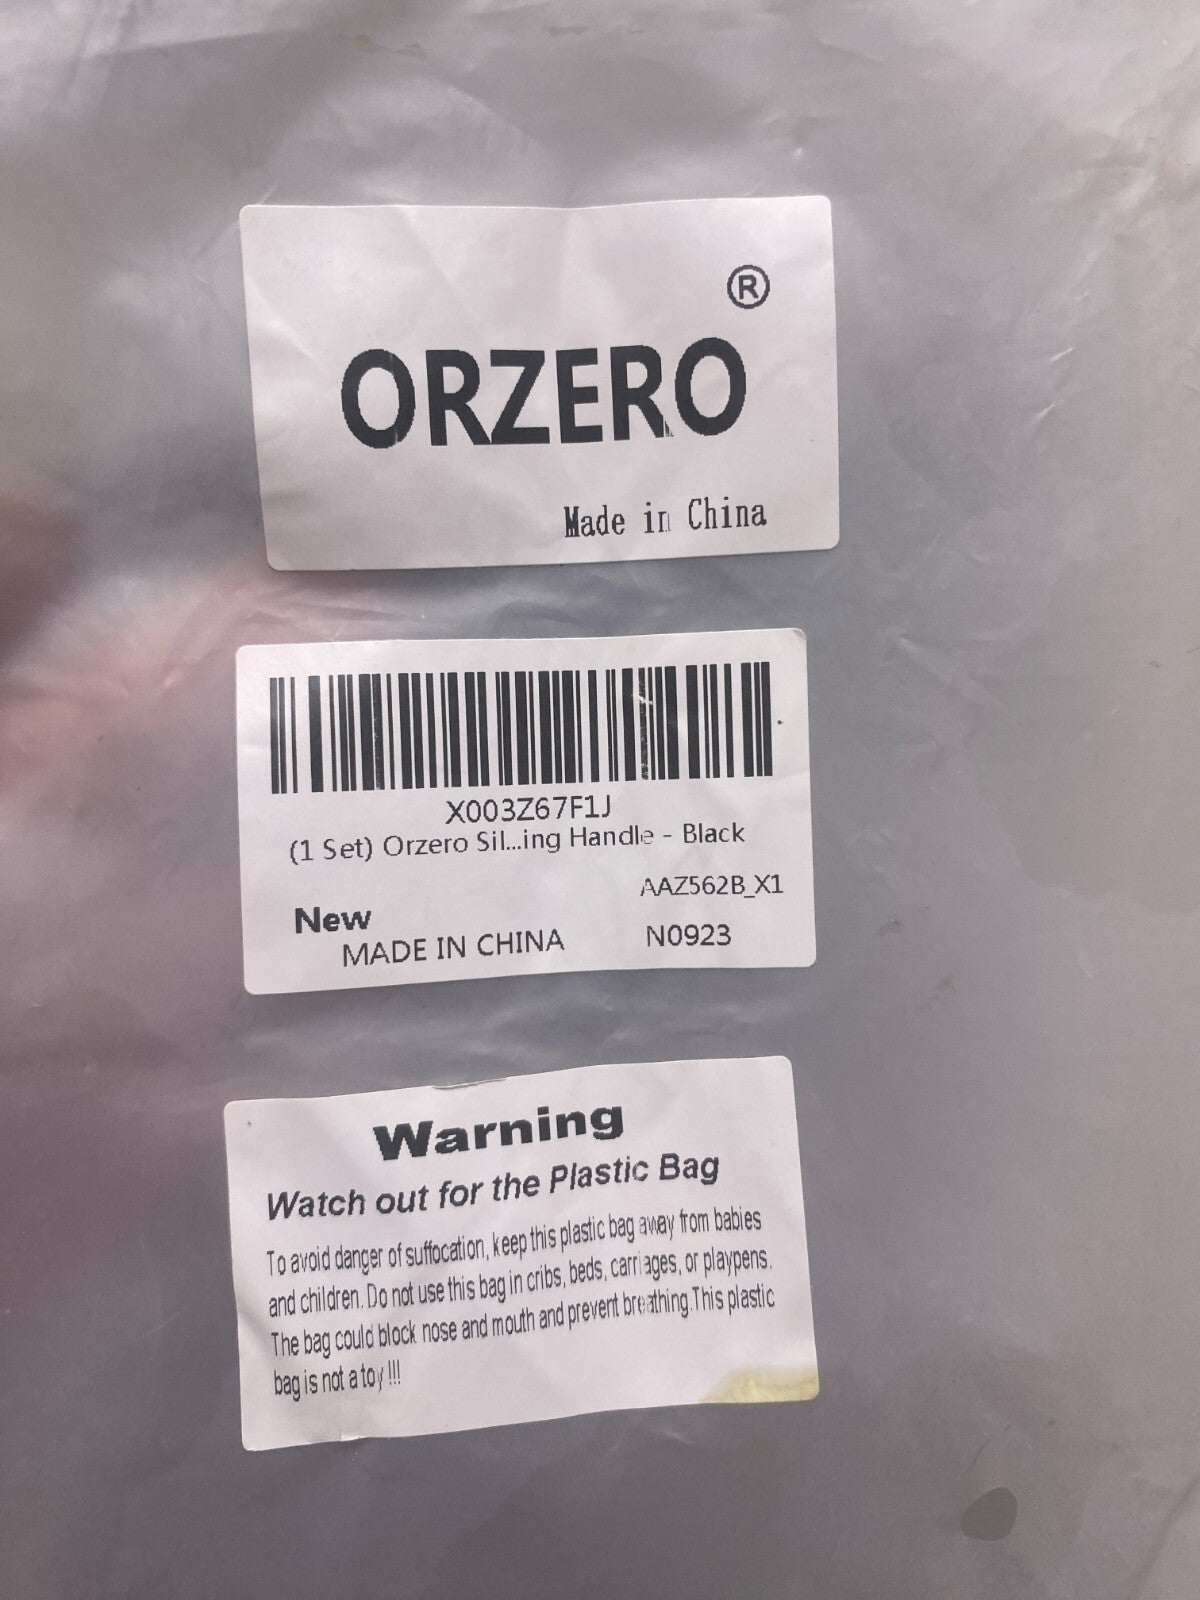 ®
ORZERO
Made in China
X003Z67F1J
(1 Set) Orzero Sil...ing Handle - Black
AAZ562B_X1
New
MADE IN CHINA N0923
Warning
Watch out for the Plastic Bag
To avoid danger of suffocation, keep this plastic bag away from babies
and children. Do not use this bag in cribs, beds, carriages, or playpens.
The bag could block nose and mouth and prevent breathing.This plastic
bag is not a toy !!!